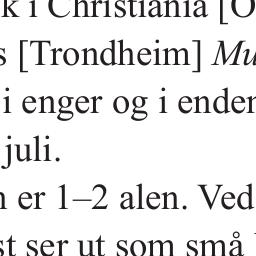 k i Christiania [O
s [Trondheim] Mu
i enger og i enden
juli.
er 1–2 alen. Ved
st ser ut som små